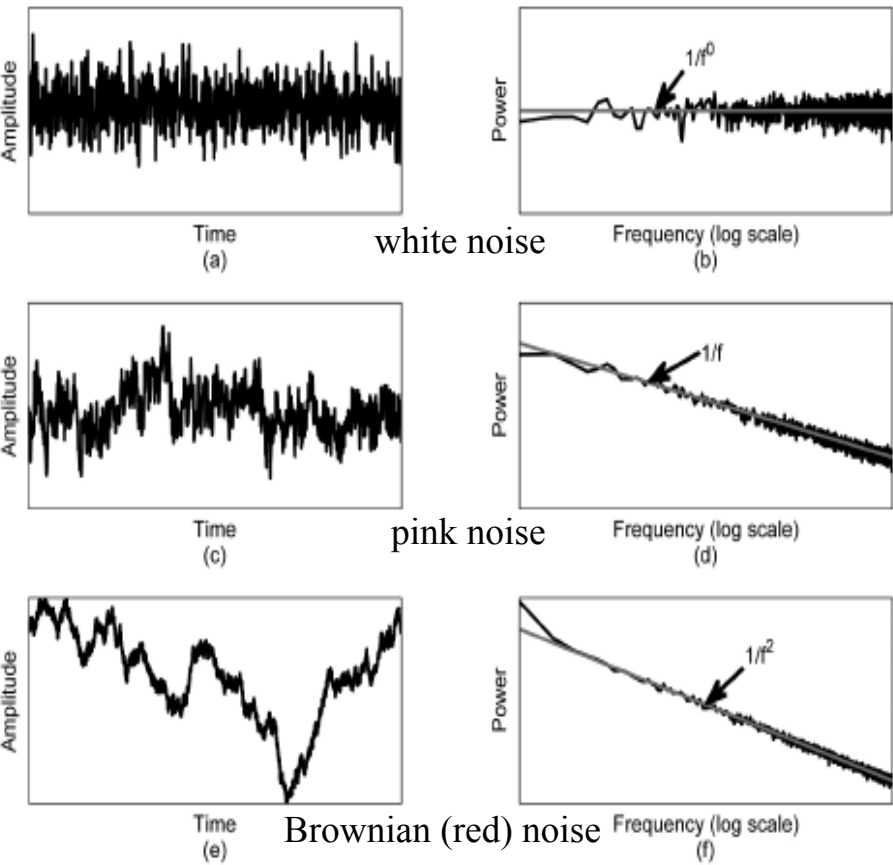 Amplitude
Time
(a)
white noise
Power
1/f⁰
Frequency (log scale)
(b)
Amplitude
Time
(c)
pink noise
Power
1/f
Frequency (log scale)
(d)
Amplitude
Time
(e)
Brownian (red) noise
Power
1/f²
Frequency (log scale)
(f)